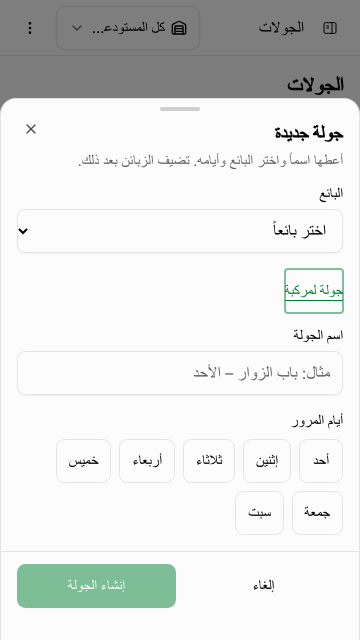 الجولات
كل المستودعـ...
الجولات
جولة جديدة
أعطها اسماً واختر البائع وأيامه. تضيف الزبائن بعد ذلك.
البائع
اختر بائعاً
جولة لمركبة
اسم الجولة
مثال: باب الزوار – الأحد
أيام المرور
أحد
إثنين
ثلاثاء
أربعاء
خميس
جمعة
سبت
إلغاء
إنشاء الجولة